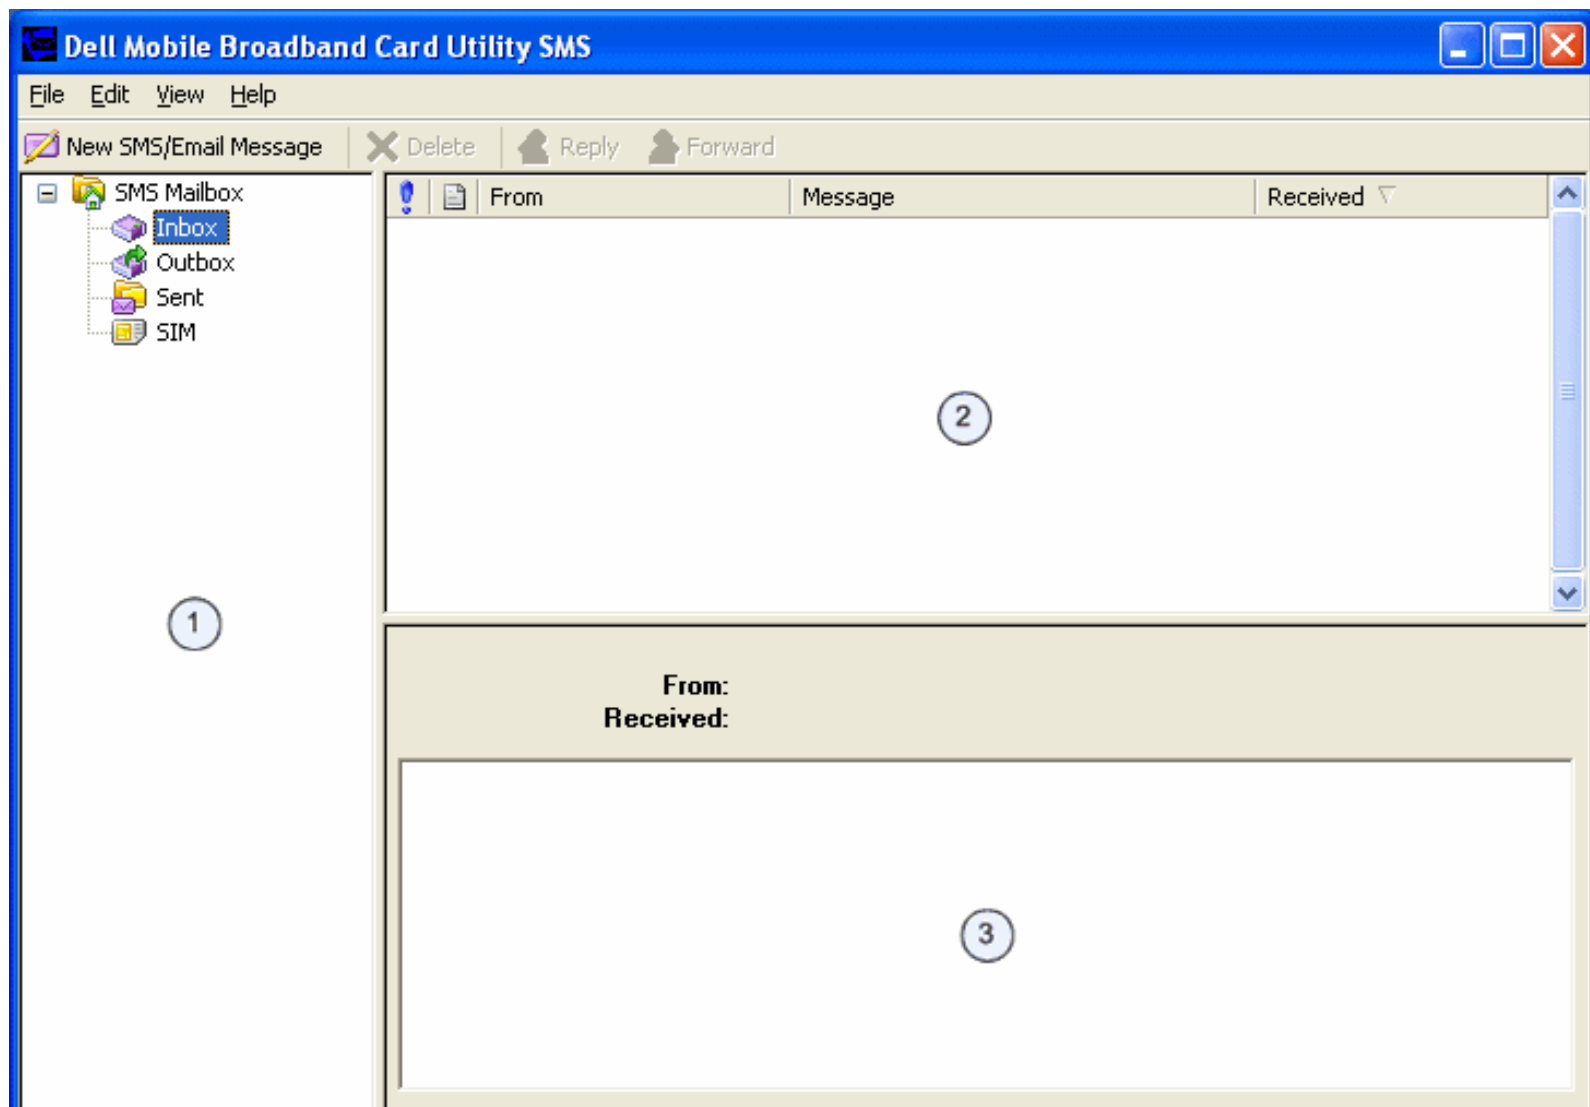 Dell Mobile Broadband Card Utility SMS
File Edit View Help
New SMS/Email Message Delete Reply Forward
SMS Mailbox
Inbox
Outbox
Sent
SIM
1
From Message Received
2
From:
Received:
3